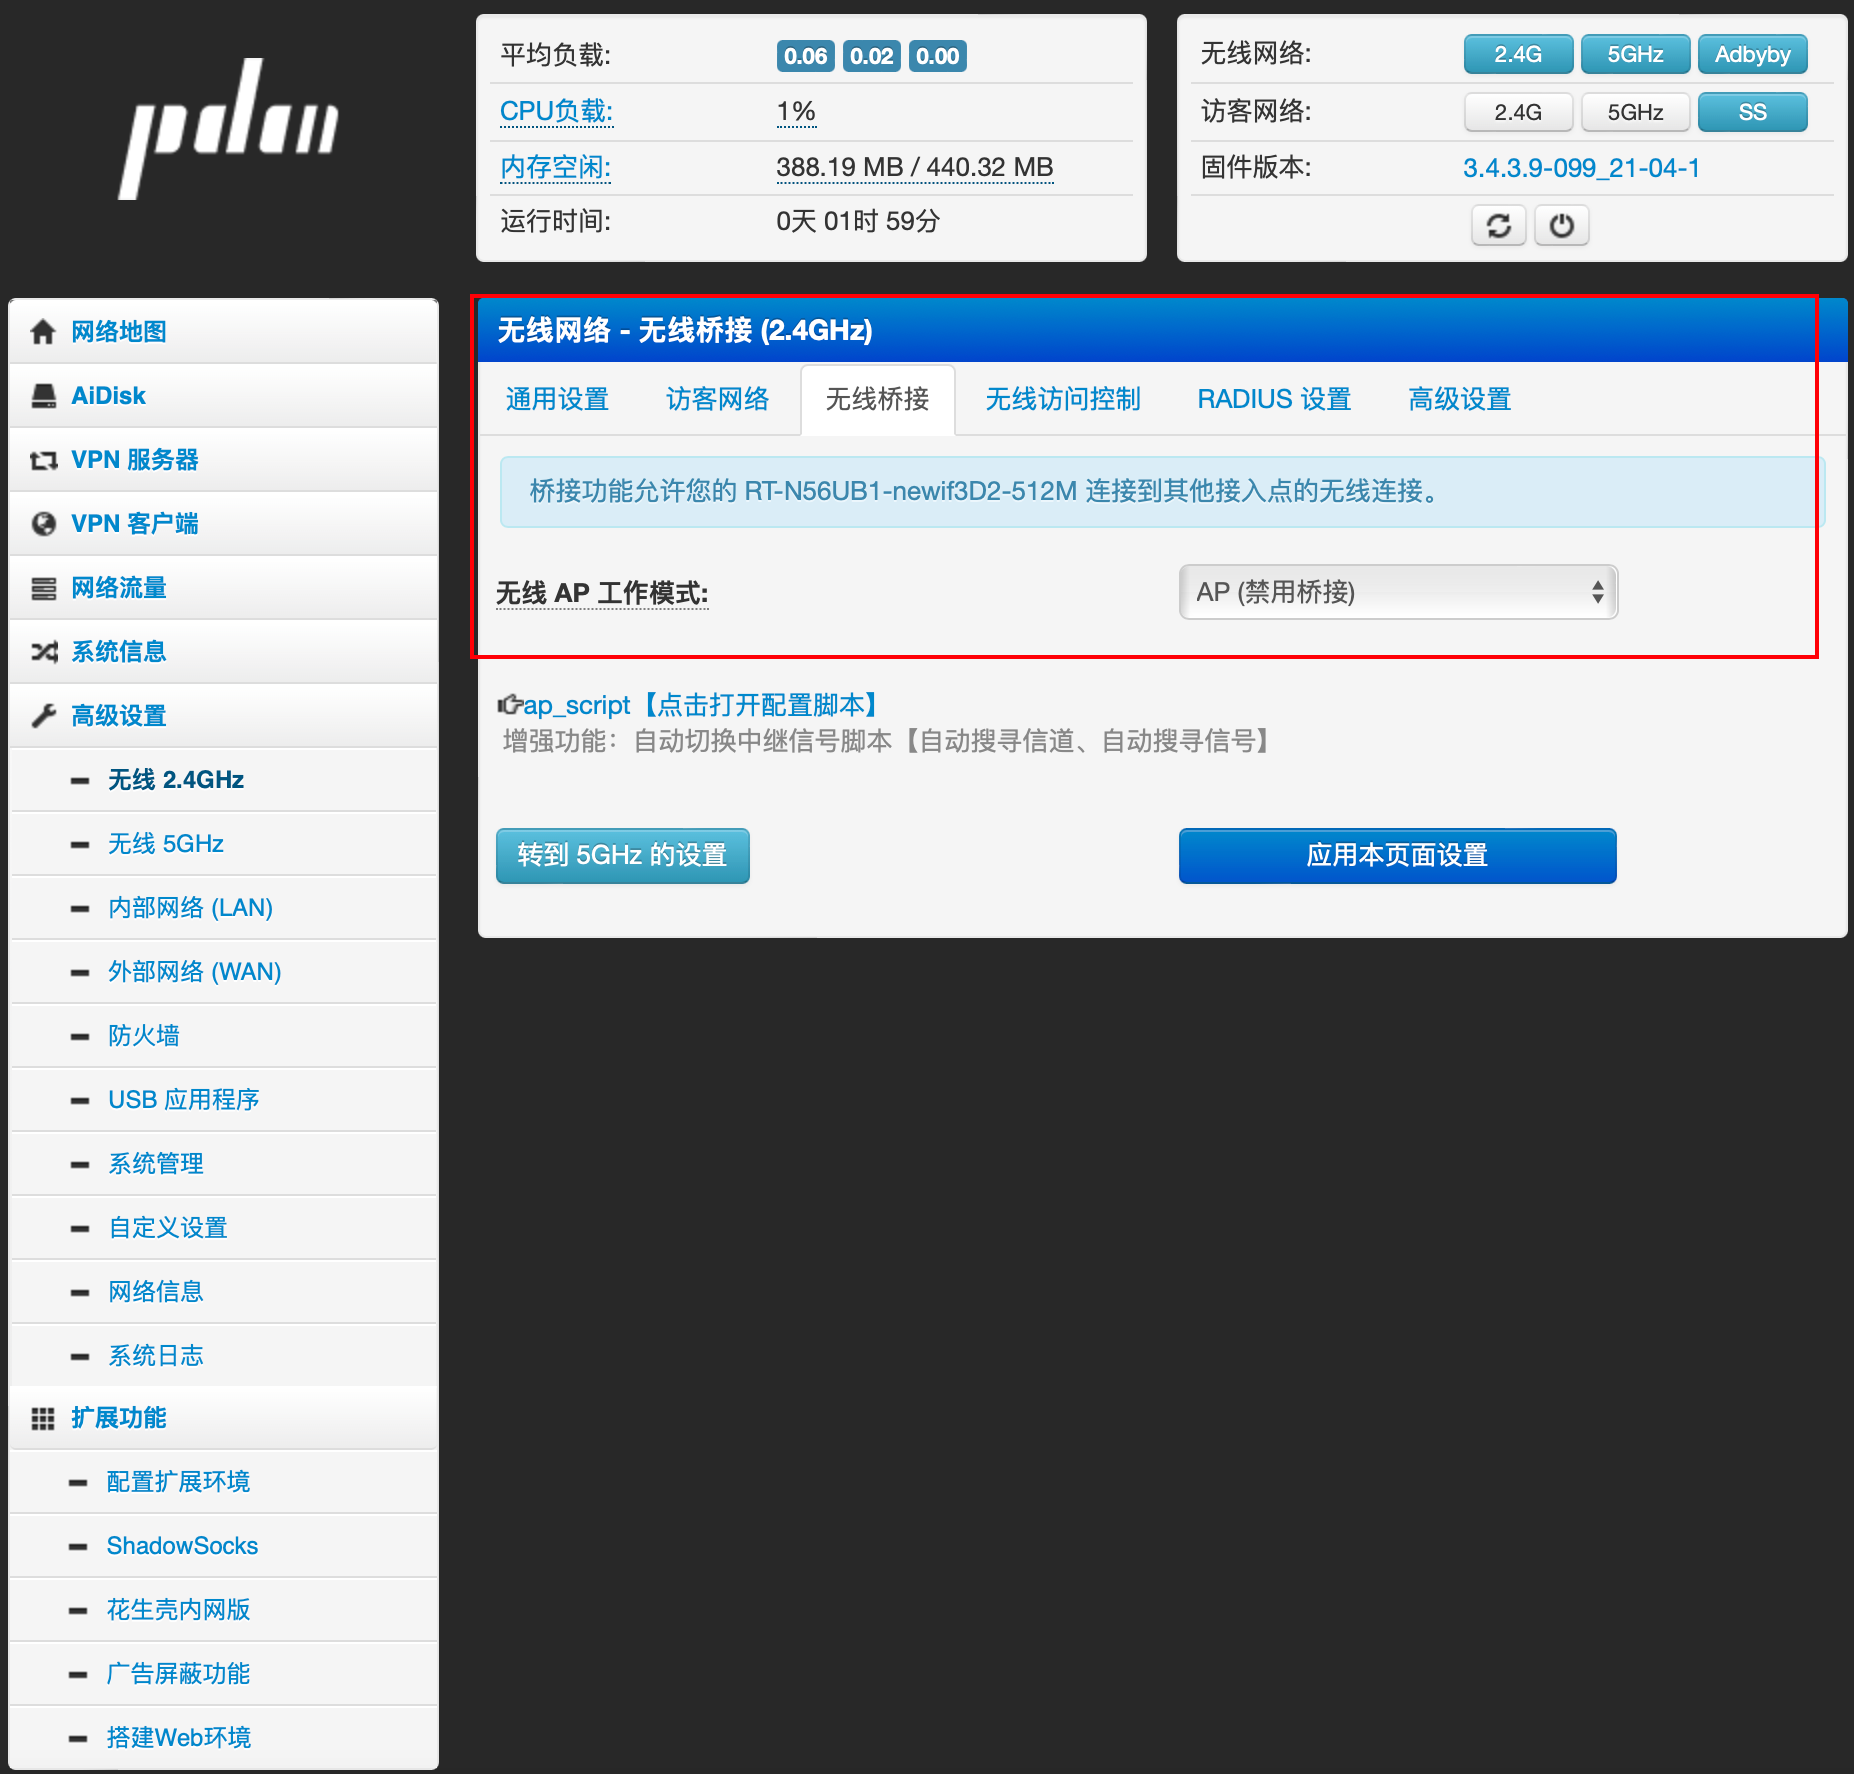 pdcn
平均负载: 0.06 0.02 0.00
CPU负载: 1%
内存空闲: 388.19 MB / 440.32 MB
运行时间: 0天 01时 59分
无线网络: 2.4G 5GHz Adbyby
访客网络: 2.4G 5GHz SS
固件版本: 3.4.3.9-099_21-04-1
网络地图
AiDisk
VPN 服务器
VPN 客户端
网络流量
系统信息
高级设置
无线 2.4GHz
无线 5GHz
内部网络 (LAN)
外部网络 (WAN)
防火墙
USB 应用程序
系统管理
自定义设置
网络信息
系统日志
扩展功能
配置扩展环境
ShadowSocks
花生壳内网版
广告屏蔽功能
搭建Web环境
无线网络 - 无线桥接 (2.4GHz)
通用设置 访客网络 无线桥接 无线访问控制 RADIUS 设置 高级设置
桥接功能允许您的 RT-N56UB1-newif3D2-512M 连接到其他接入点的无线连接。
无线 AP 工作模式: AP (禁用桥接)
ap_script【点击打开配置脚本】
增强功能：自动切换中继信号脚本【自动搜寻信道、自动搜寻信号】
转到 5GHz 的设置 应用本页面设置